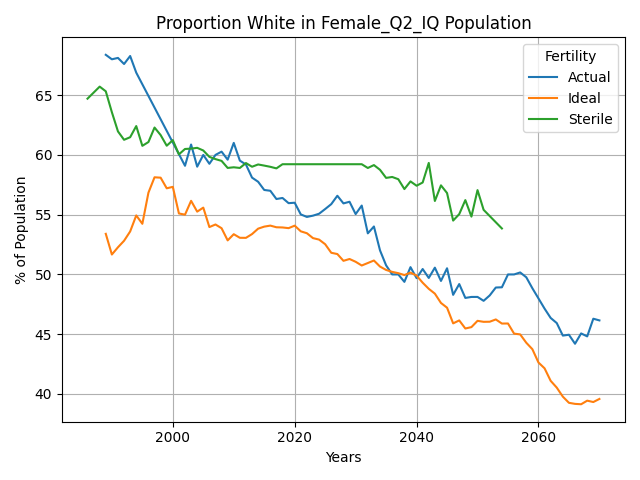 Proportion White in Female_Q2_IQ Population
Fertility
Actual
Ideal
Sterile
% of Population
65
60
55
50
45
40
2000
2020
2040
2060
Years